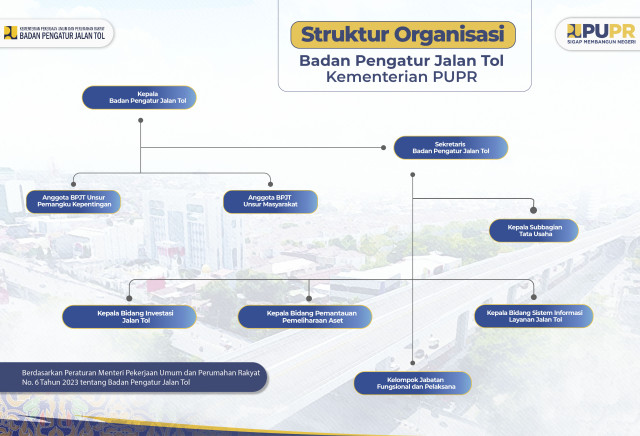 KEMENTERIAN PEKERJAAN UMUM DAN PERUMAHAN RAKYAT
BADAN PENGATUR JALAN TOL
PUPR
SIGAP MEMBANGUN NEGERI
Struktur Organisasi
Badan Pengatur Jalan Tol
Kementerian PUPR
Kepala
Badan Pengatur Jalan Tol
Sekretaris
Badan Pengatur Jalan Tol
Anggota BPJT Unsur
Pemangku Kepentingan
Anggota BPJT
Unsur Masyarakat
Kepala Subbagian
Tata Usaha
Kepala Bidang Investasi
Jalan Tol
Kepala Bidang Pemantauan
Pemeliharaan Aset
Kepala Bidang Sistem Informasi
Layanan Jalan Tol
Berdasarkan Peraturan Menteri Pekerjaan Umum dan Perumahan Rakyat
No. 6 Tahun 2023 tentang Badan Pengatur Jalan Tol
Kelompok Jabatan
Fungsional dan Pelaksana